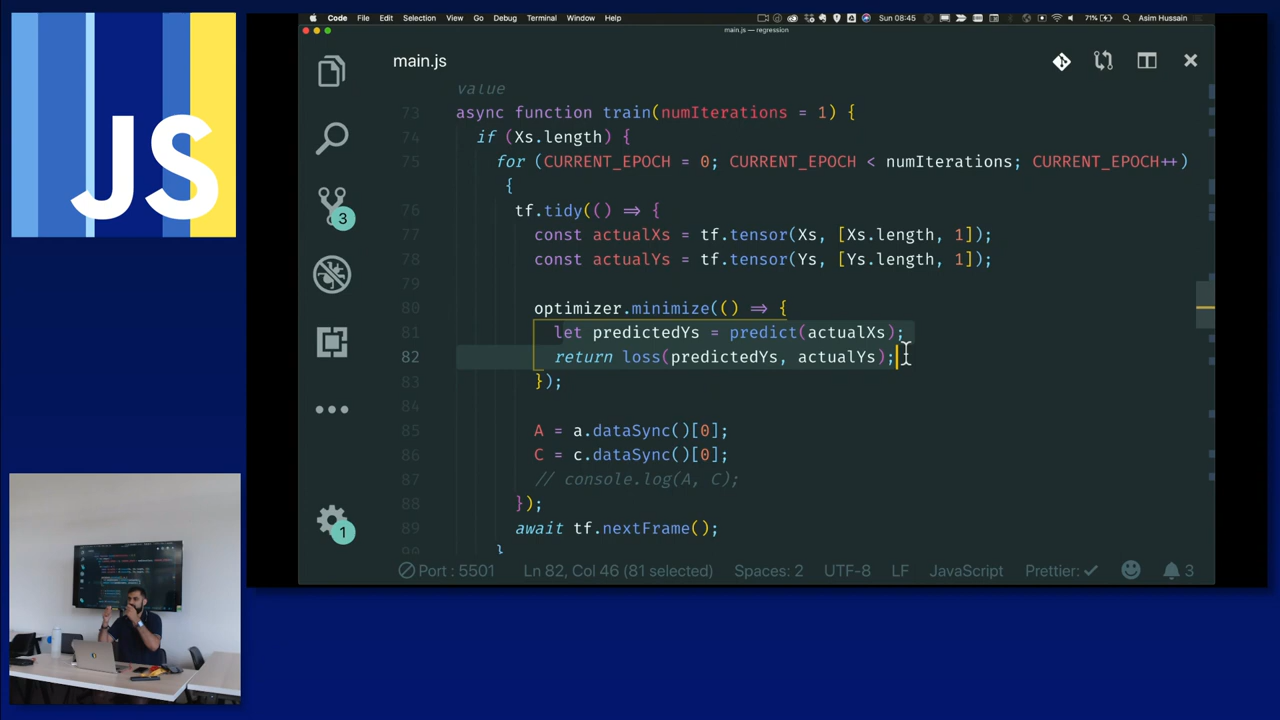 JS
Code File Edit Selection View Go Debug Terminal Window Help Sun 08:45 71% Asim Hussain
main.js — regression
main.js
value
73 async function train(numIterations = 1) {
74 if (Xs.length) {
75 for (CURRENT_EPOCH = 0; CURRENT_EPOCH < numIterations; CURRENT_EPOCH++)
{
76 tf.tidy(() => {
77 const actualXs = tf.tensor(Xs, [Xs.length, 1]);
78 const actualYs = tf.tensor(Ys, [Ys.length, 1]);
79
80 optimizer.minimize(() => {
81 let predictedYs = predict(actualXs);
82 return loss(predictedYs, actualYs);
83 });
84
85 A = a.dataSync()[0];
86 C = c.dataSync()[0];
87 // console.log(A, C);
88 });
89 await tf.nextFrame();
90 }
3
1
Port : 5501 Ln 82, Col 46 (81 selected) Spaces: 2 UTF-8 LF JavaScript Prettier: ✓ 3